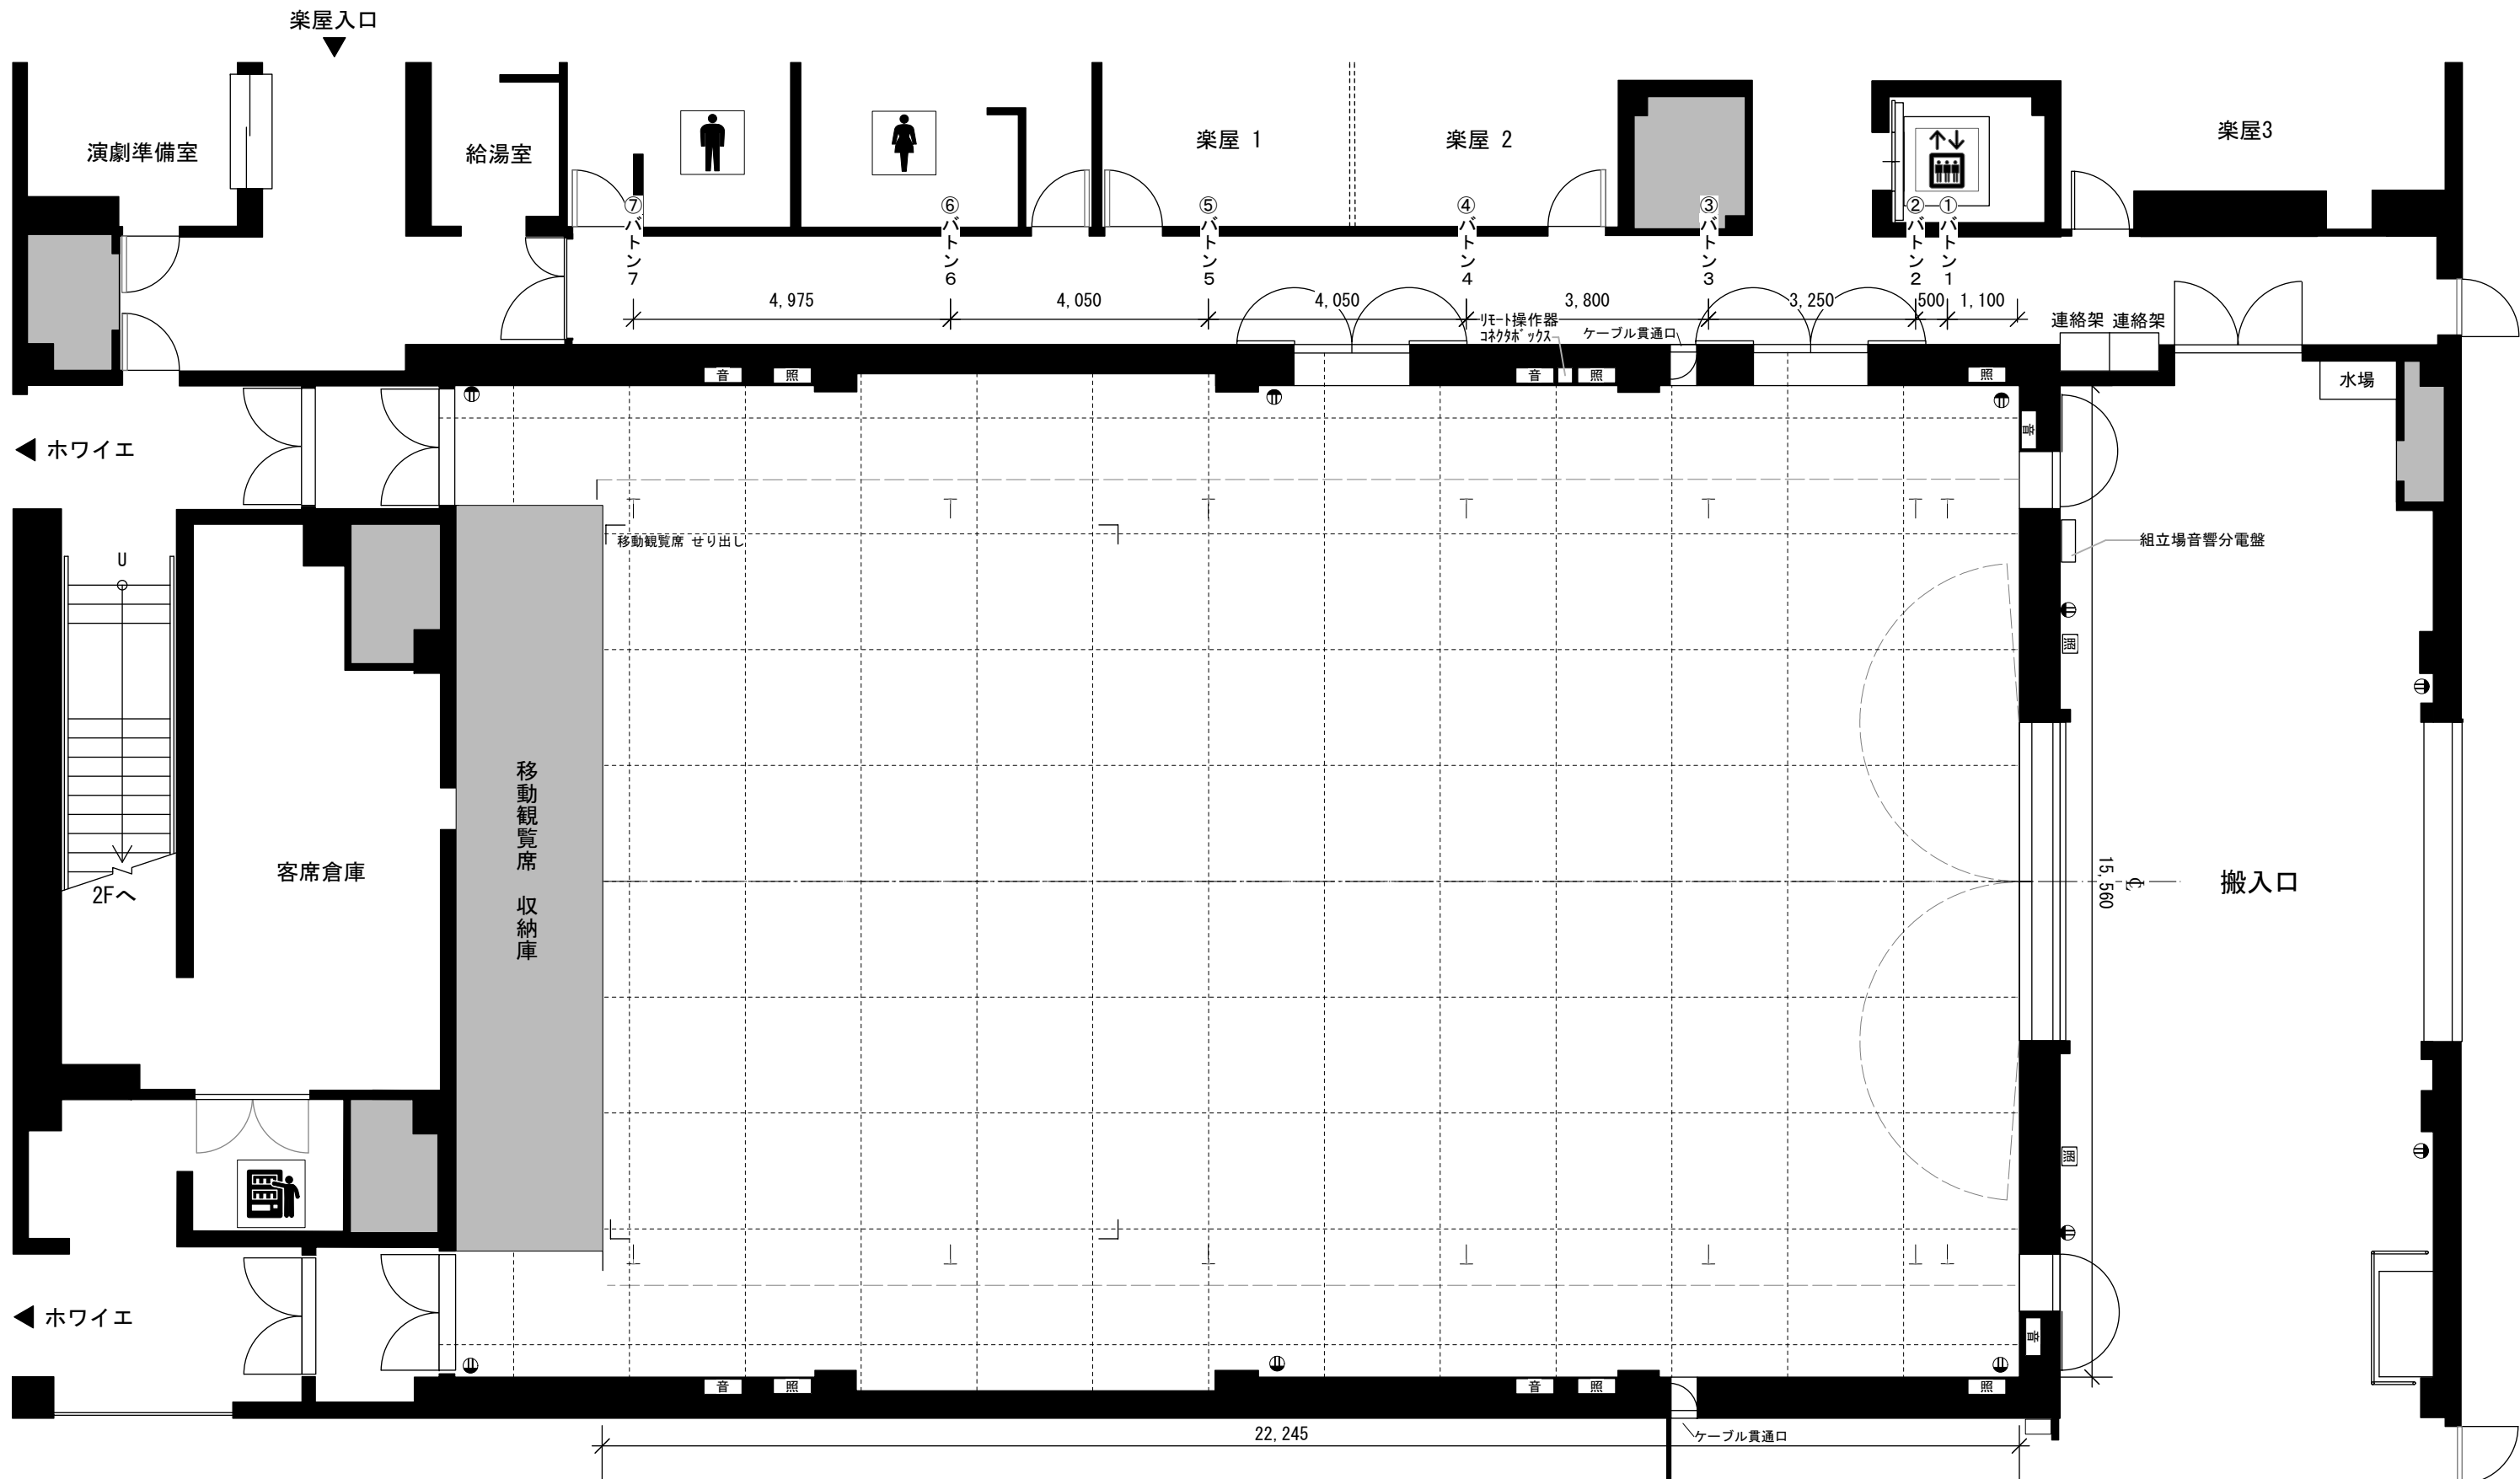 楽屋入口
演劇準備室
給湯室
楽屋 1
楽屋 2
楽屋3
⑦バトン7
⑥バトン6
⑤バトン5
④バトン4
③バトン3
②バトン2
①バトン1
4,975
4,050
4,050
3,800
3,250
500
1,100
リモート操作器
コネクタボックス
ケーブル貫通口
連絡架
連絡架
水場
音
照
音
照
照
音
ホワイエ
移動観覧席 せり出し
組立場音響分電盤
U
照
移動観覧席 収納庫
客席倉庫
2Fへ
15,560
℄
搬入口
照
ホワイエ
音
音
照
音
照
照
22,245
ケーブル貫通口